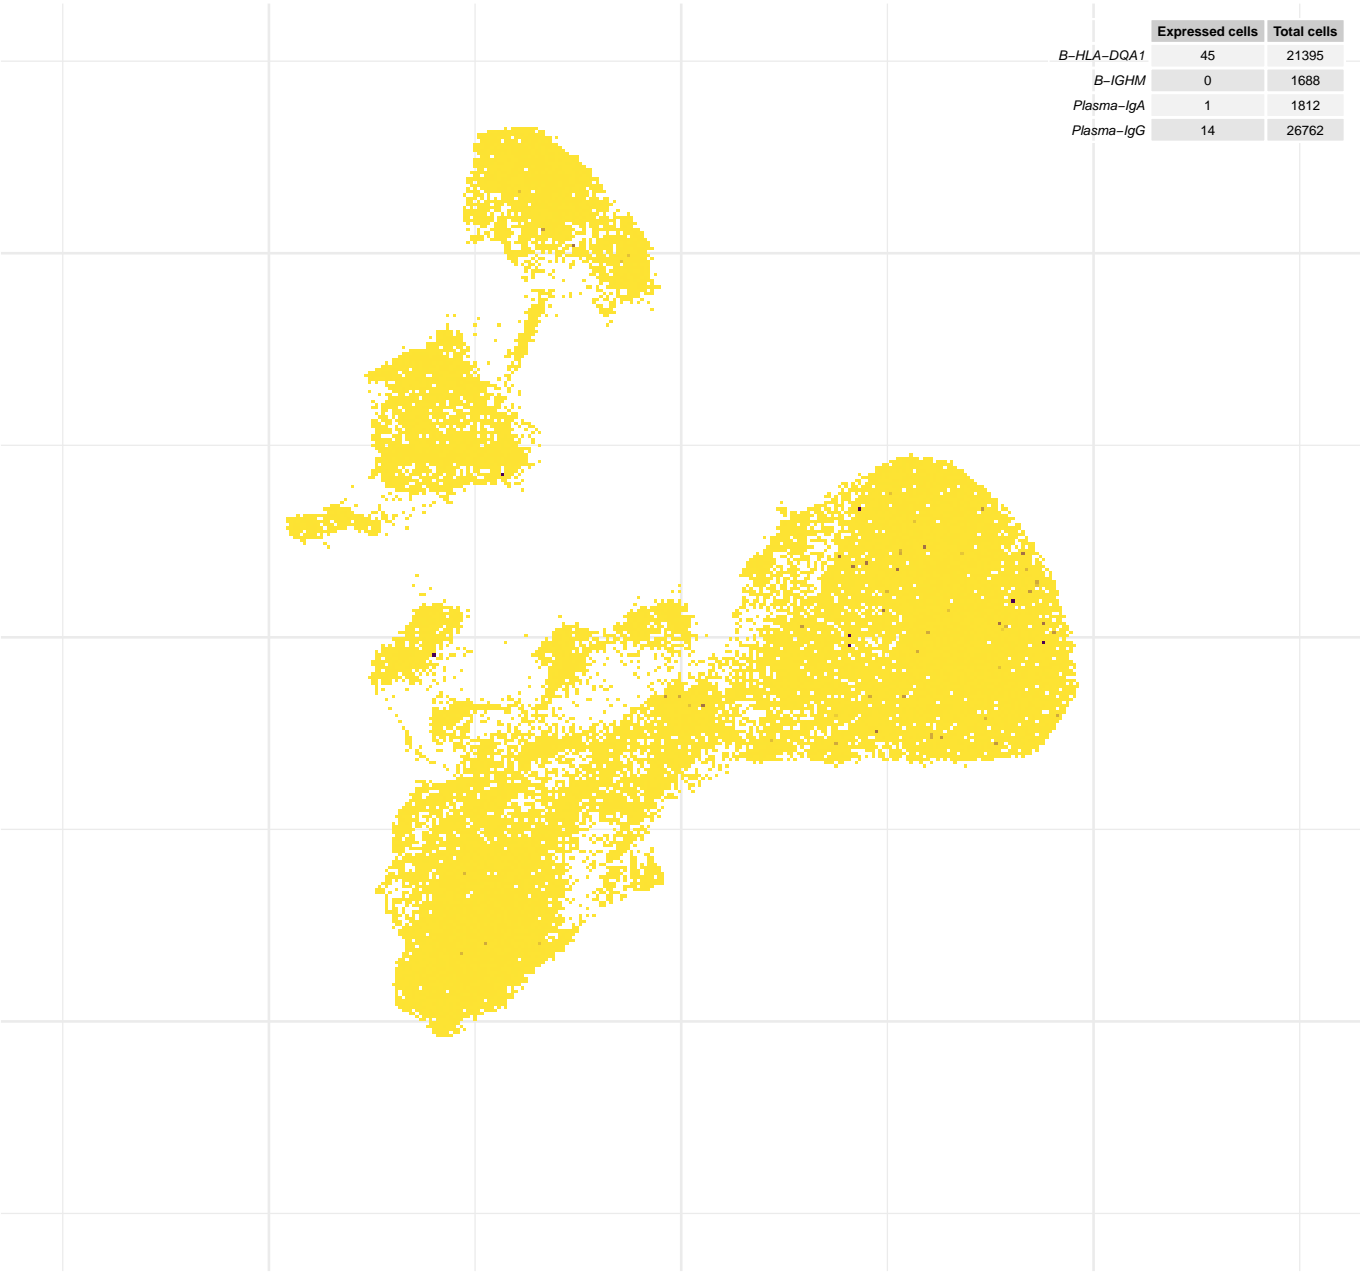 Expressed cells Total cells
B−HLA−DQA1 45 21395
B−IGHM 0 1688
Plasma−IgA 1 1812
Plasma−IgG 14 26762